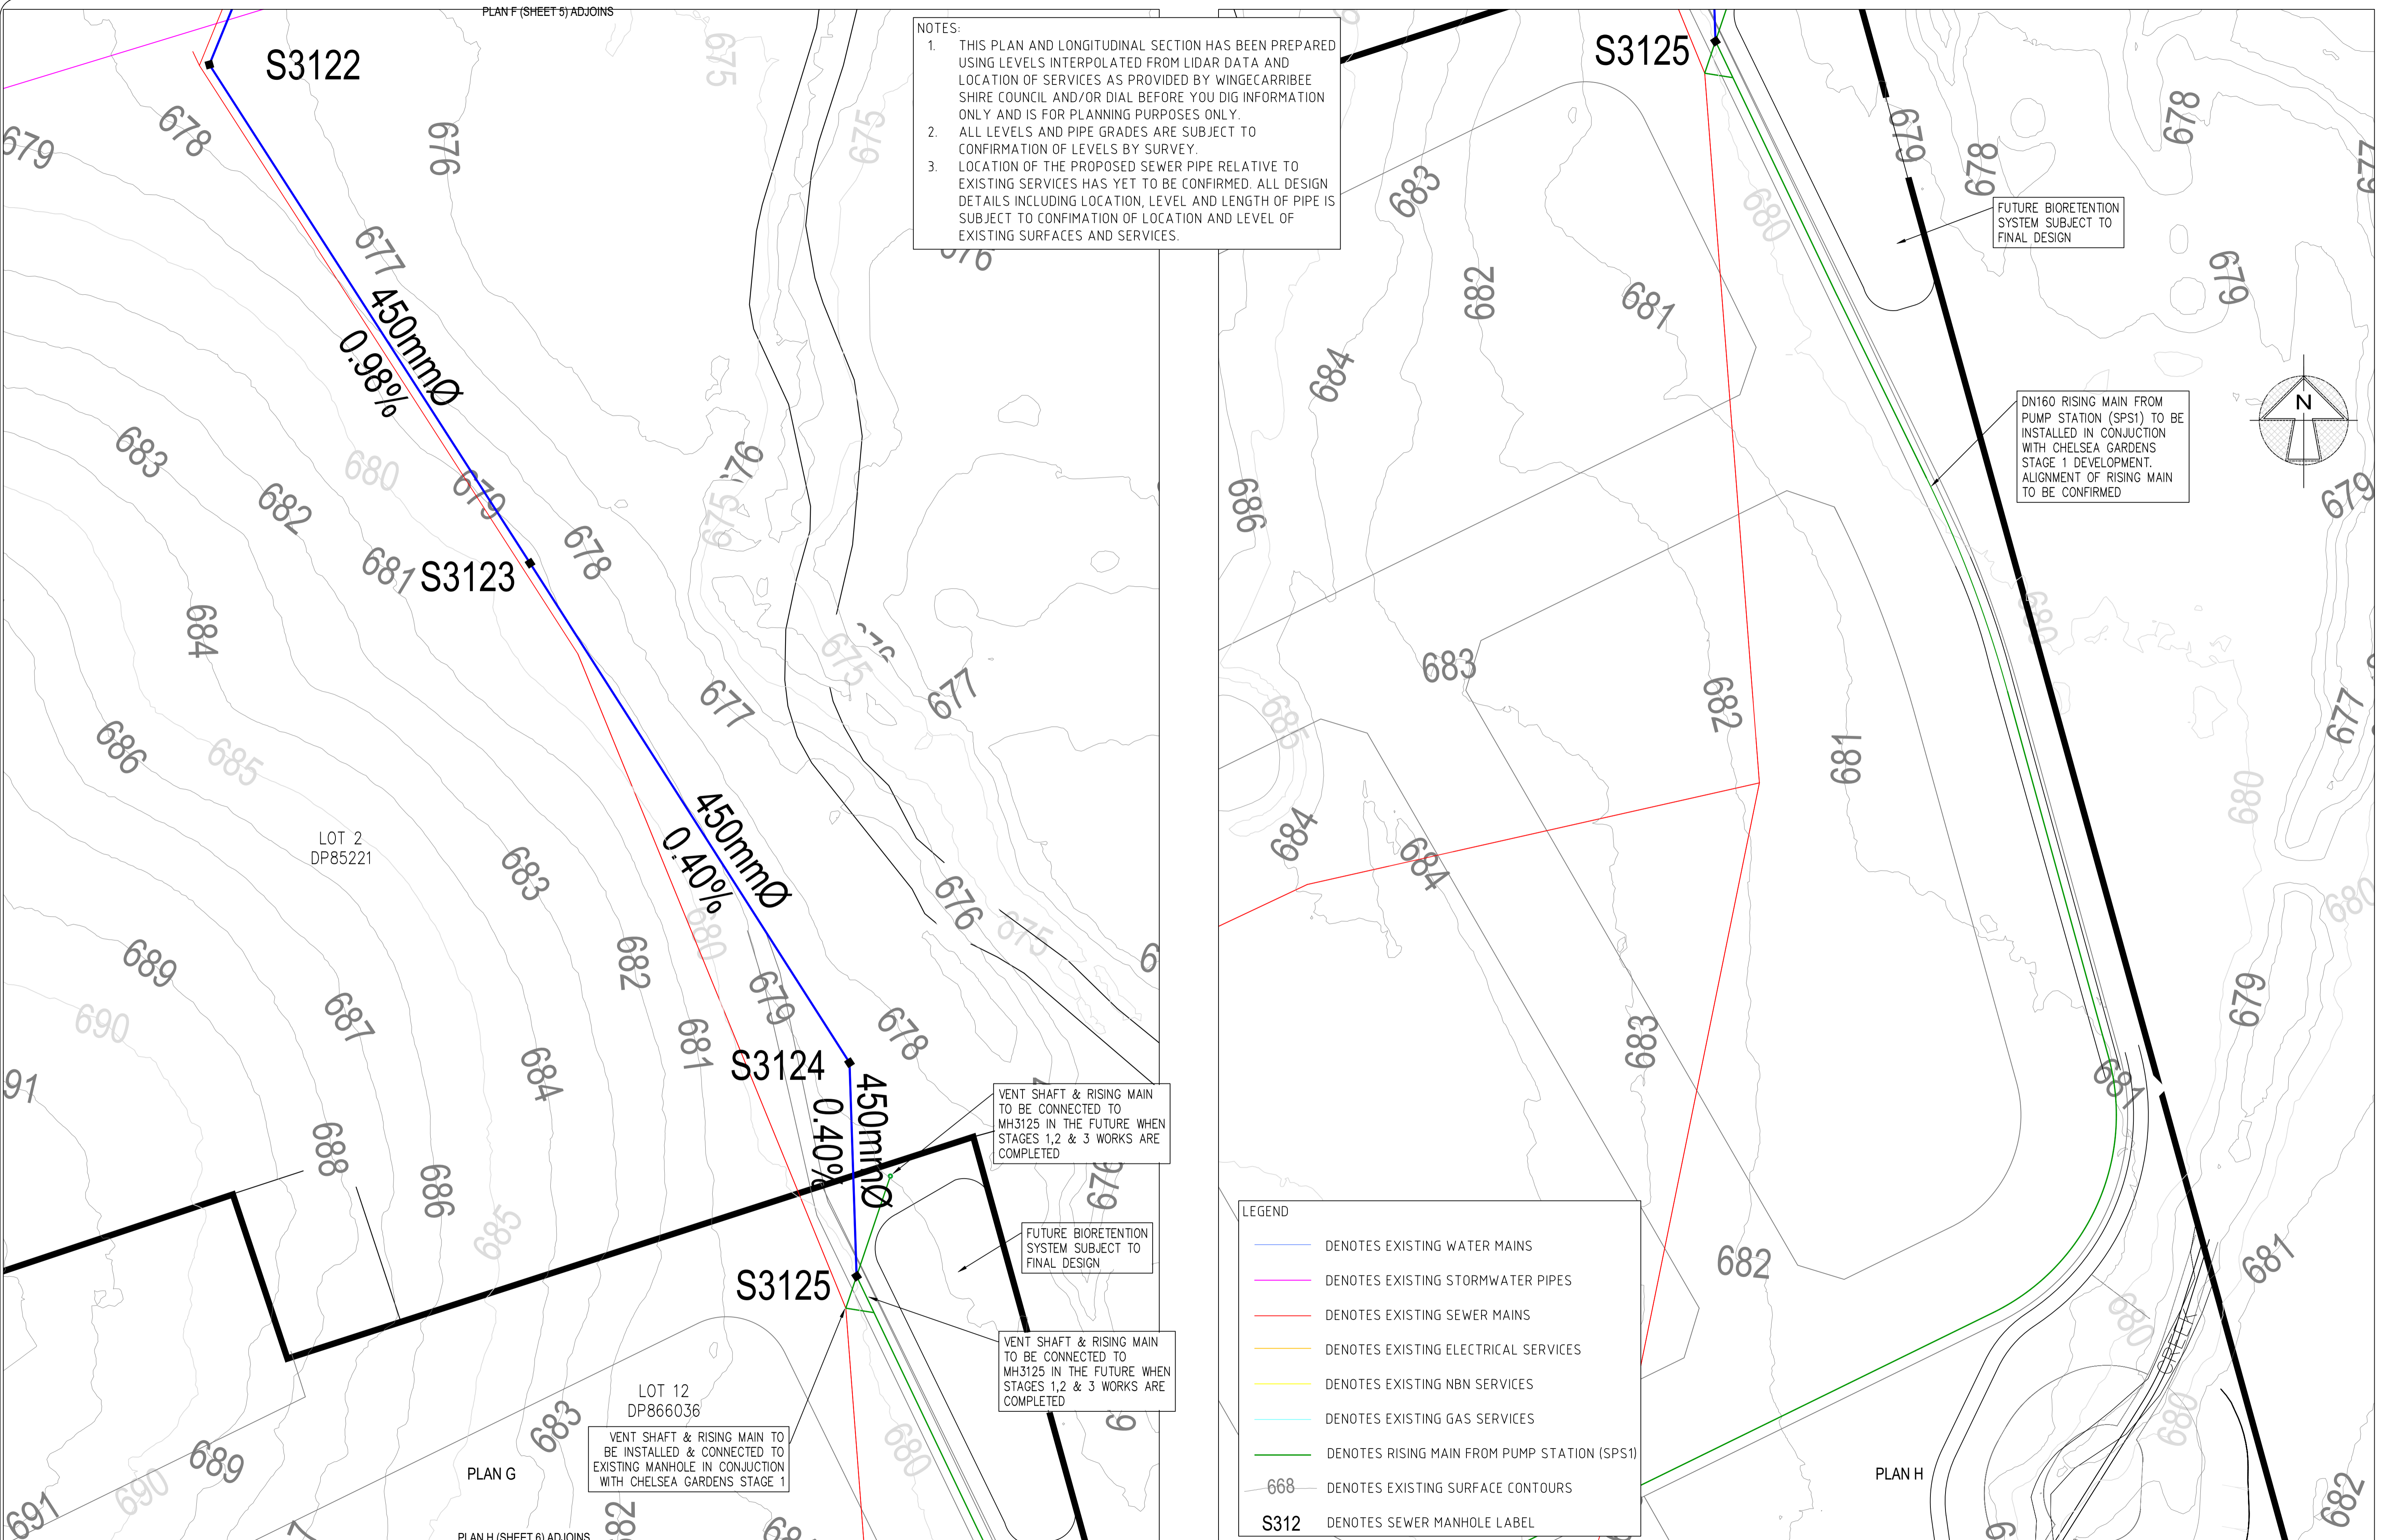 PLAN F (SHEET 5) ADJOINS
S3122
679
678
676
675
675
677
450mmØ
0.98%
683
680
682
679
681
S3123
678
676
675
684
675
677
677
686
685
LOT 2
DP85221
450mmØ
0.40%
683
676
675
680
682
689
690
687
679
678
681
S3124
684
450mmØ
0.40%
688
686
685
676
S3125
LOT 12
DP866036
683
689
690
691
680
PLAN G
PLAN H (SHEET 6) ADJOINS
VENT SHAFT & RISING MAIN
TO BE CONNECTED TO
MH3125 IN THE FUTURE WHEN
STAGES 1,2 & 3 WORKS ARE
COMPLETED
FUTURE BIORETENTION
SYSTEM SUBJECT TO
FINAL DESIGN
VENT SHAFT & RISING MAIN
TO BE CONNECTED TO
MH3125 IN THE FUTURE WHEN
STAGES 1,2 & 3 WORKS ARE
COMPLETED
VENT SHAFT & RISING MAIN TO
BE INSTALLED & CONNECTED TO
EXISTING MANHOLE IN CONJUCTION
WITH CHELSEA GARDENS STAGE 1
NOTES:
1. THIS PLAN AND LONGITUDINAL SECTION HAS BEEN PREPARED
USING LEVELS INTERPOLATED FROM LIDAR DATA AND
LOCATION OF SERVICES AS PROVIDED BY WINGECARRIBEE
SHIRE COUNCIL AND/OR DIAL BEFORE YOU DIG INFORMATION
ONLY AND IS FOR PLANNING PURPOSES ONLY.
2. ALL LEVELS AND PIPE GRADES ARE SUBJECT TO
CONFIRMATION OF LEVELS BY SURVEY.
3. LOCATION OF THE PROPOSED SEWER PIPE RELATIVE TO
EXISTING SERVICES HAS YET TO BE CONFIRMED. ALL DESIGN
DETAILS INCLUDING LOCATION, LEVEL AND LENGTH OF PIPE IS
SUBJECT TO CONFIMATION OF LOCATION AND LEVEL OF
EXISTING SURFACES AND SERVICES.
S3125
683
680
679
678
678
677
FUTURE BIORETENTION
SYSTEM SUBJECT TO
FINAL DESIGN
682
681
679
684
DN160 RISING MAIN FROM
PUMP STATION (SPS1) TO BE
INSTALLED IN CONJUCTION
WITH CHELSEA GARDENS
STAGE 1 DEVELOPMENT.
ALIGNMENT OF RISING MAIN
TO BE CONFIRMED
N
679
686
680
683
682
685
677
681
680
684
684
680
679
683
681
682
681
680
CREEK
680
682
PLAN H
LEGEND
DENOTES EXISTING WATER MAINS
DENOTES EXISTING STORMWATER PIPES
DENOTES EXISTING SEWER MAINS
DENOTES EXISTING ELECTRICAL SERVICES
DENOTES EXISTING NBN SERVICES
DENOTES EXISTING GAS SERVICES
DENOTES RISING MAIN FROM PUMP STATION (SPS1)
668 DENOTES EXISTING SURFACE CONTOURS
S312 DENOTES SEWER MANHOLE LABEL